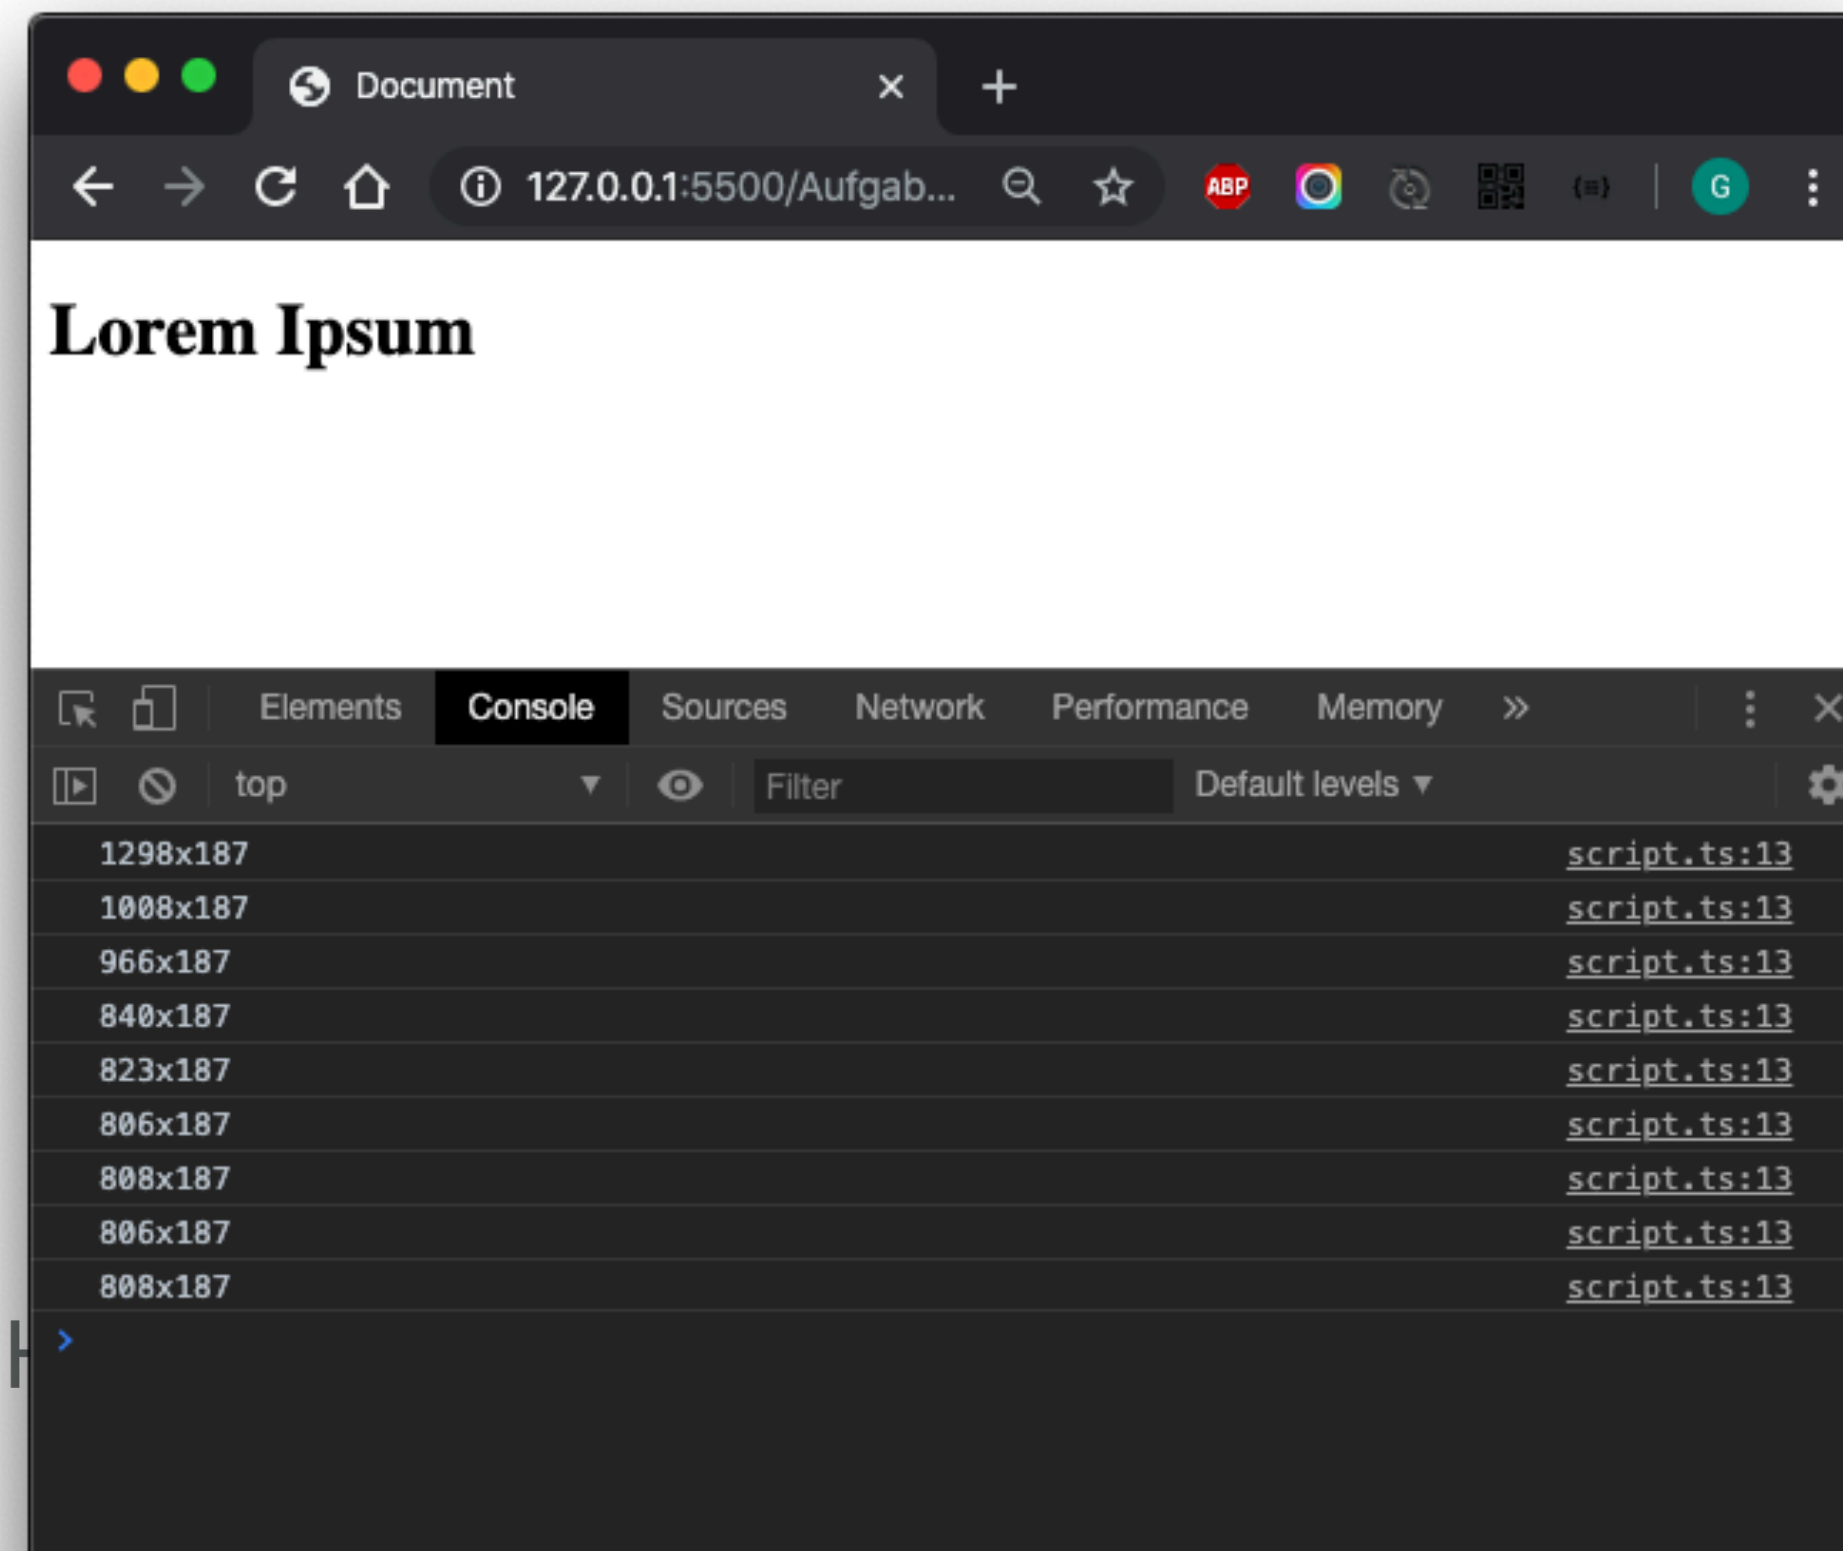 Document
127.0.0.1:5500/Aufgab... ABP G
Lorem Ipsum
Elements Console Sources Network Performance Memory
top Filter Default levels
1298x187 script.ts:13
1008x187 script.ts:13
966x187 script.ts:13
840x187 script.ts:13
823x187 script.ts:13
806x187 script.ts:13
808x187 script.ts:13
806x187 script.ts:13
808x187 script.ts:13